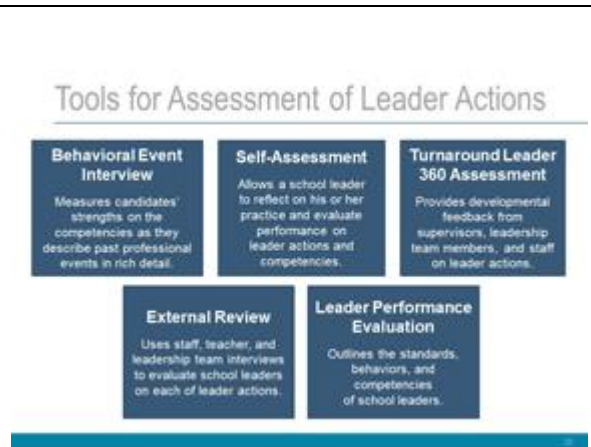 Tools for Assessment of Leader Actions
Behavioral Event
Interview
Measures candidates'
strengths on the
competencies as they
describe past professional
events in rich detail.
Self-Assessment
Allows a school leader
to reflect on his or her
practice and evaluate
performance on
leader actions and
competencies.
Turnaround Leader
360 Assessment
Provides developmental
feedback from
supervisors, leadership
team members, and staff
on leader actions.
External Review
Uses staff, teacher, and
leadership team interviews
to evaluate school leaders
on each of leader actions.
Leader Performance
Evaluation
Outlines the standards,
behaviors, and
competencies
of school leaders.